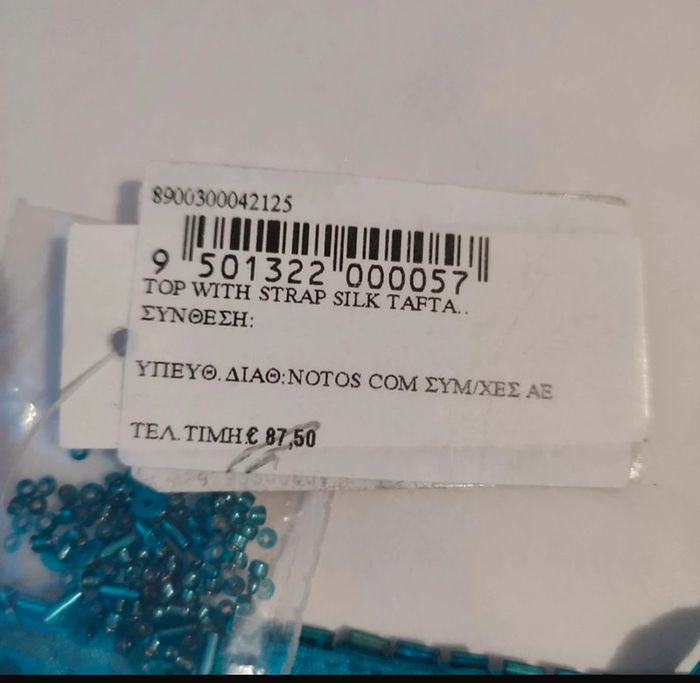 8900300042125
9 501322 000057
TOP WITH STRAP SILK TAFTA..
ΣΥΝΘΕΣΗ:
ΥΠΕΥΘ.ΔΙΑΘ:NOTOS COM ΣΥΜ/ΧΕΣ ΑΕ
ΤΕΛ.ΤΙΜΗ:€ 87,50